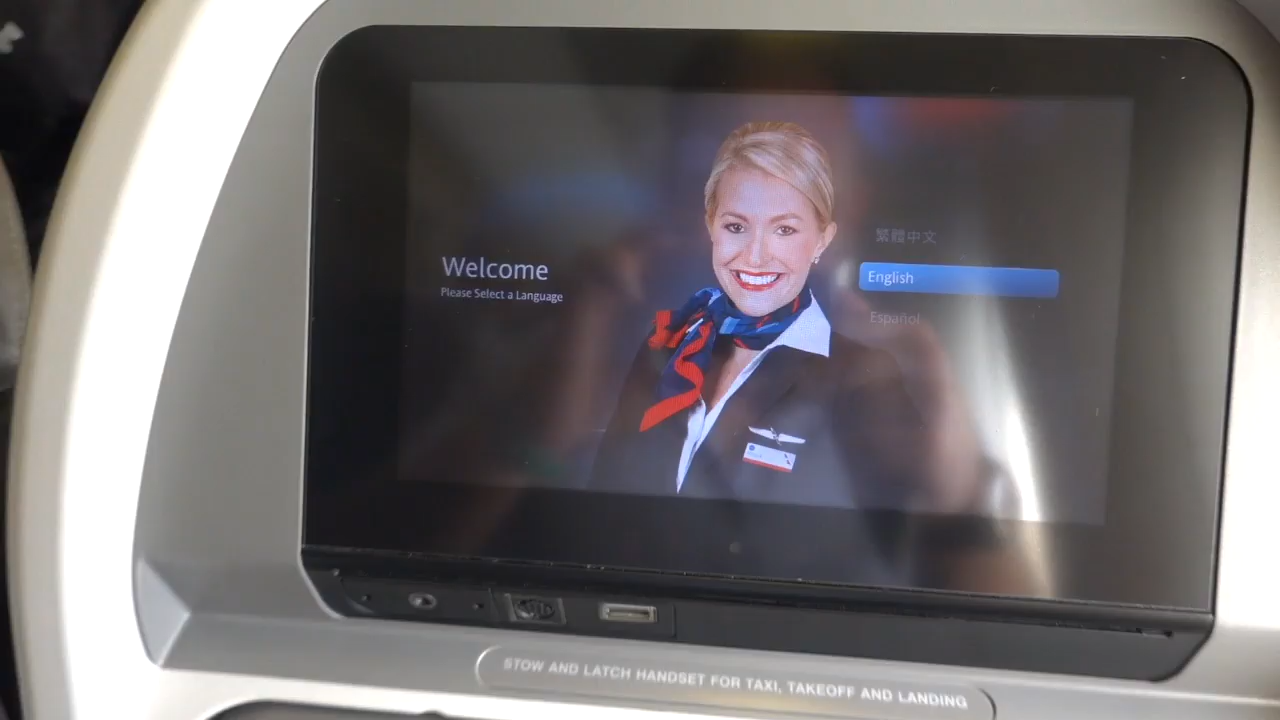 Welcome
Please Select a Language
繁體中文
English
Español
STOW AND LATCH HANDSET FOR TAXI, TAKEOFF AND LANDING